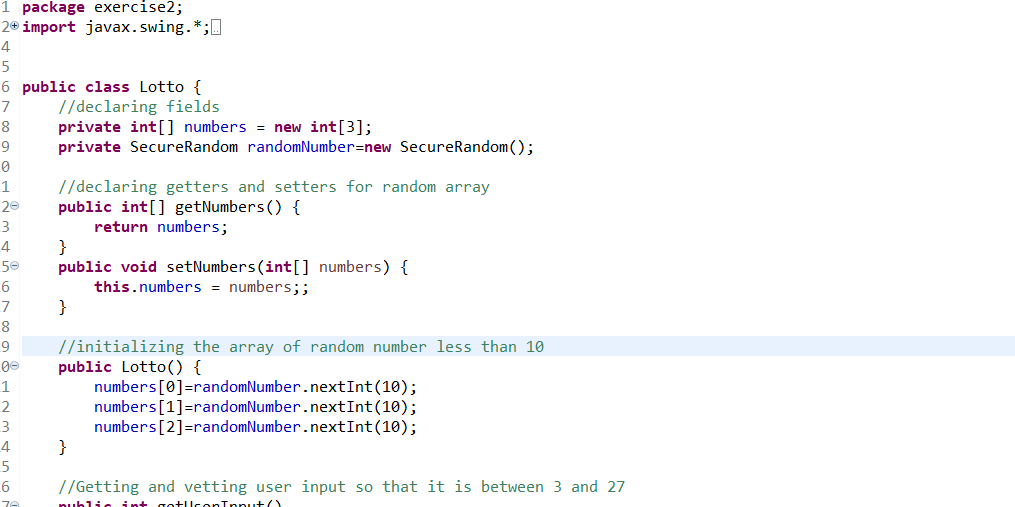 1 package exercise2;
2 import javax.swing.*;
4
5
6 public class Lotto {
7 //declaring fields
8 private int[] numbers = new int[3];
9 private SecureRandom randomNumber=new SecureRandom();
0
1 //declaring getters and setters for random array
2 public int[] getNumbers() {
3 return numbers;
4 }
5 public void setNumbers(int[] numbers) {
6 this.numbers = numbers;;
7 }
8
9 //initializing the array of random number less than 10
0 public Lotto() {
1 numbers[0]=randomNumber.nextInt(10);
2 numbers[1]=randomNumber.nextInt(10);
3 numbers[2]=randomNumber.nextInt(10);
4 }
5
6 //Getting and vetting user input so that it is between 3 and 27
7 public int getUserInput()